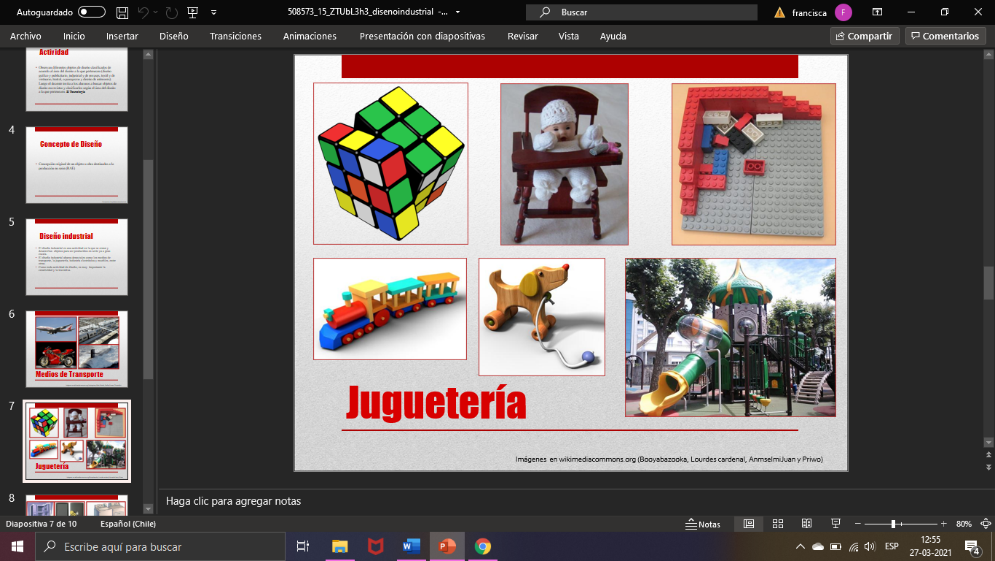 Autoguardado
508573_15_ZTUbL3h3_disenoindustrial -...
Buscar
francisca
F
Archivo Inicio Insertar Diseño Transiciones Animaciones Presentación con diapositivas Revisar Vista Ayuda
Compartir
Comentarios
Actividad
4
Concepto de Diseño
5
Diseño industrial
6
Medios de Transporte
7
Juguetería
8
Juguetería
Imágenes en wikimediacommons.org (Booyabazooka, Lourdes cardenal, AnmselmiJuan y Priwo)
Haga clic para agregar notas
Diapositiva 7 de 10
Español (Chile)
Notas
80%
Escribe aquí para buscar
ESP
12:55
27-03-2021
4